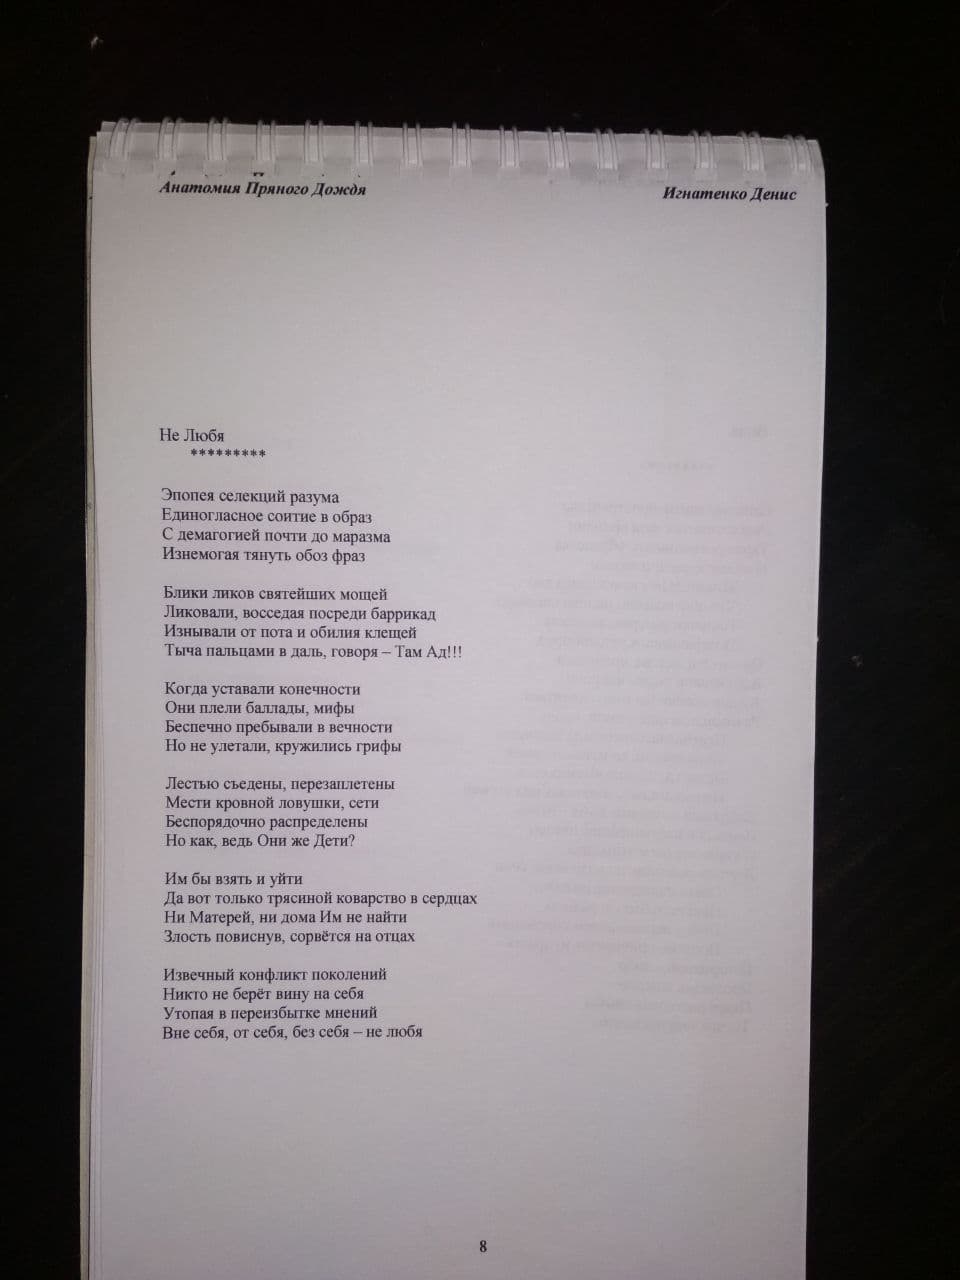 Анатомия Пряного Дождя
Игнатенко Денис
Не Любя
*********
Эпопея селекций разума
Единогласное соитие в образ
С демагогией почти до маразма
Изнемогая тянуть обоз фраз
Блики ликов святейших мощей
Ликовали, восседая посреди баррикад
Изнывали от пота и обилия клещей
Тыча пальцами в даль, говоря – Там Ад!!!
Когда уставали конечности
Они плели баллады, мифы
Беспечно пребывали в вечности
Но не улетали, кружились грифы
Лестью съедены, перезаплетены
Мести кровной ловушки, сети
Беспорядочно распределены
Но как, ведь Они же Дети?
Им бы взять и уйти
Да вот только трясиной коварство в сердцах
Ни Матерей, ни дома Им не найти
Злость повиснув, сорвётся на отцах
Извечный конфликт поколений
Никто не берёт вину на себя
Утопая в переизбытке мнений
Вне себя, от себя, без себя – не любя
8